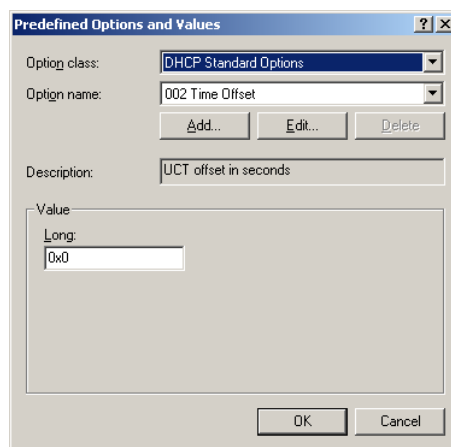 Predefined Options and Values
Option class: DHCP Standard Options
Option name: 002 Time Offset
Add... Edit... Delete
Description: UCT offset in seconds
Value
Long:
0x0
OK Cancel